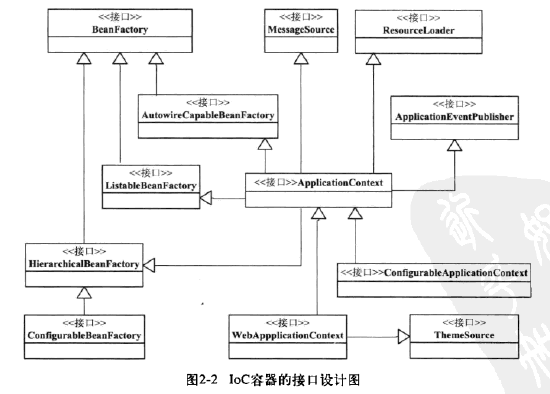 <<接口>>
BeanFactory
<<接口>>
MessageSource
<<接口>>
ResourceLoader
<<接口>>
AutowireCapableBeanFactory
<<接口>>
ApplicationEventPublisher
<<接口>>
ListableBeanFactory
<<接口>>ApplicationContext
<<接口>>
HierarchicalBeanFactory
<<接口>>ConfigurableApplicationContext
<<接口>>
ConfigurableBeanFactory
<<接口>>
WebAppplicationContext
<<接口>>
ThemeSource
图2-2 IoC容器的接口设计图